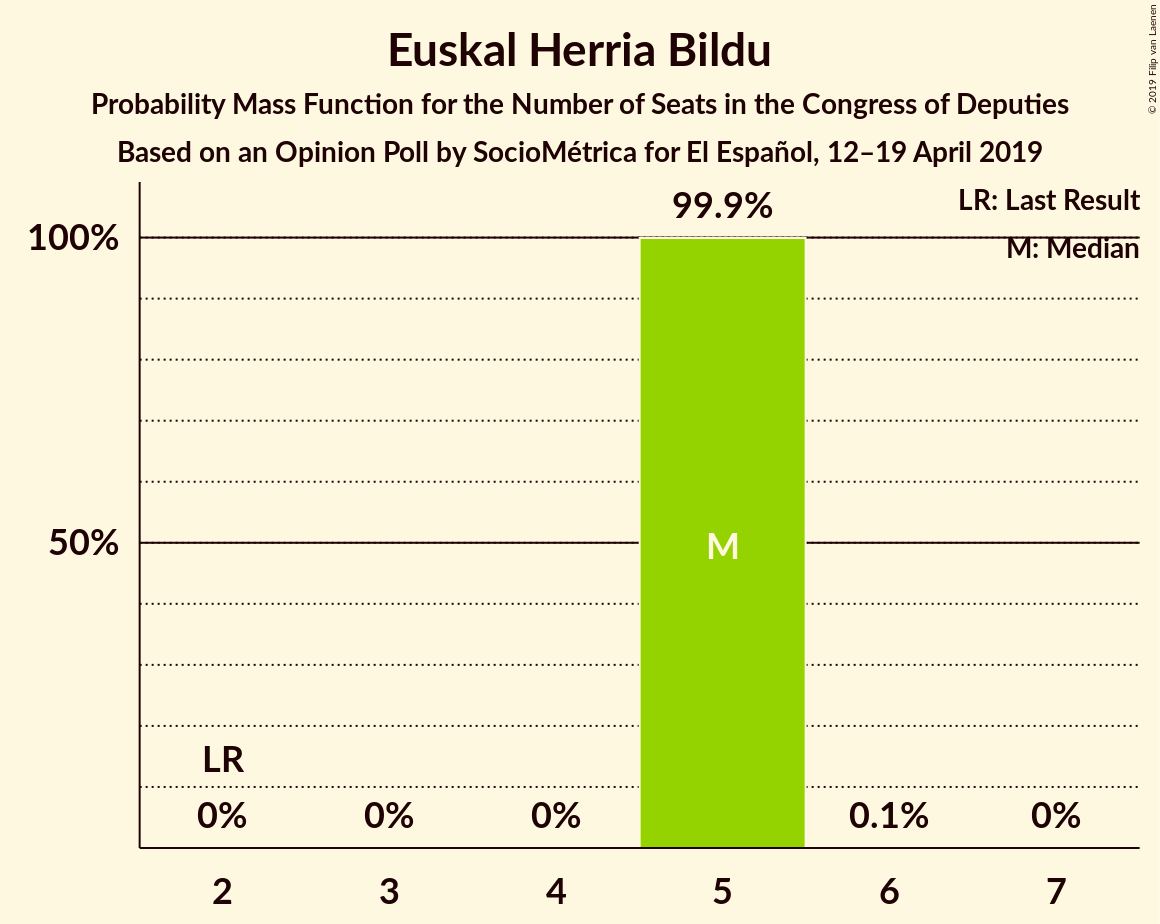 Euskal Herria Bildu
Probability Mass Function for the Number of Seats in the Congress of Deputies
Based on an Opinion Poll by SocioMétrica for El Español, 12–19 April 2019
© 2019 Filip van Laenen
LR: Last Result
M: Median
99.9%
100%
50%
M
LR
0%
0%
0%
0.1%
0%
2
3
4
5
6
7